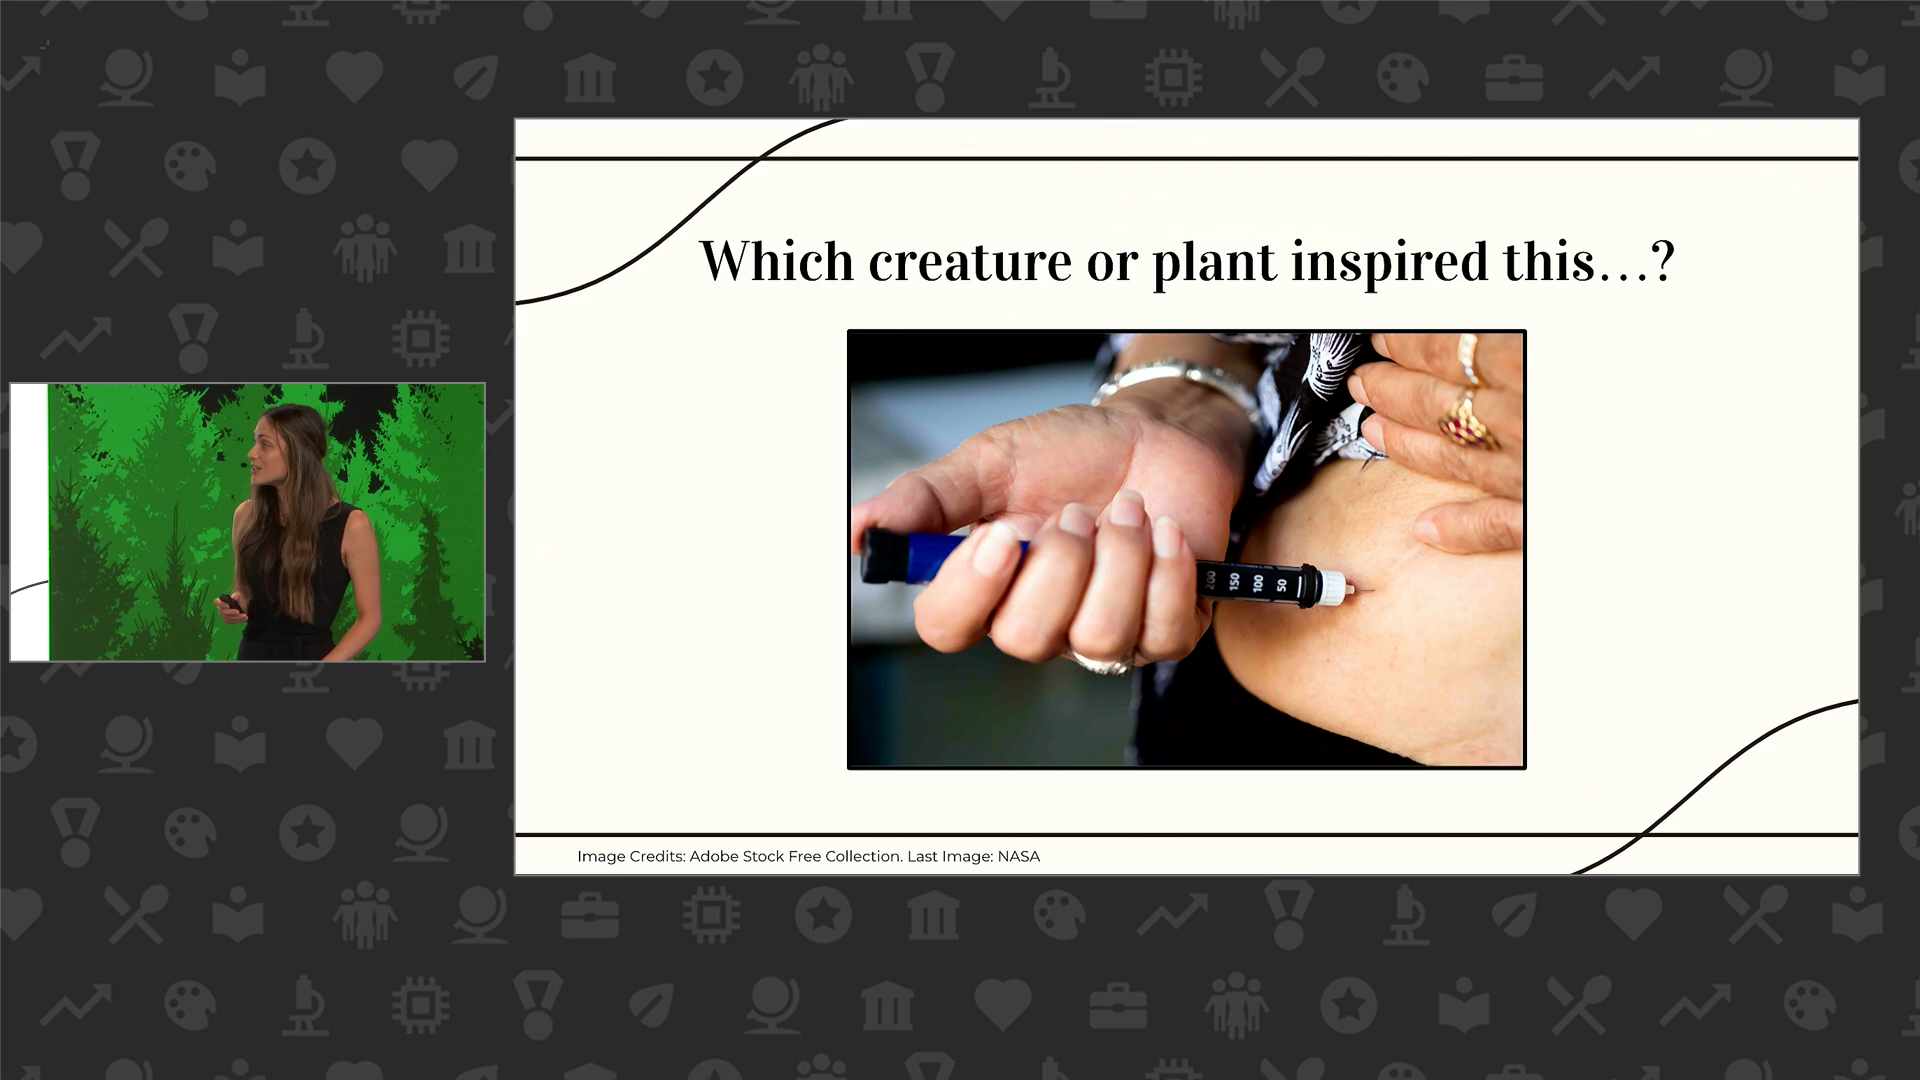 Which creature or plant inspired this...?
200 150 100 50
Image Credits: Adobe Stock Free Collection. Last Image: NASA